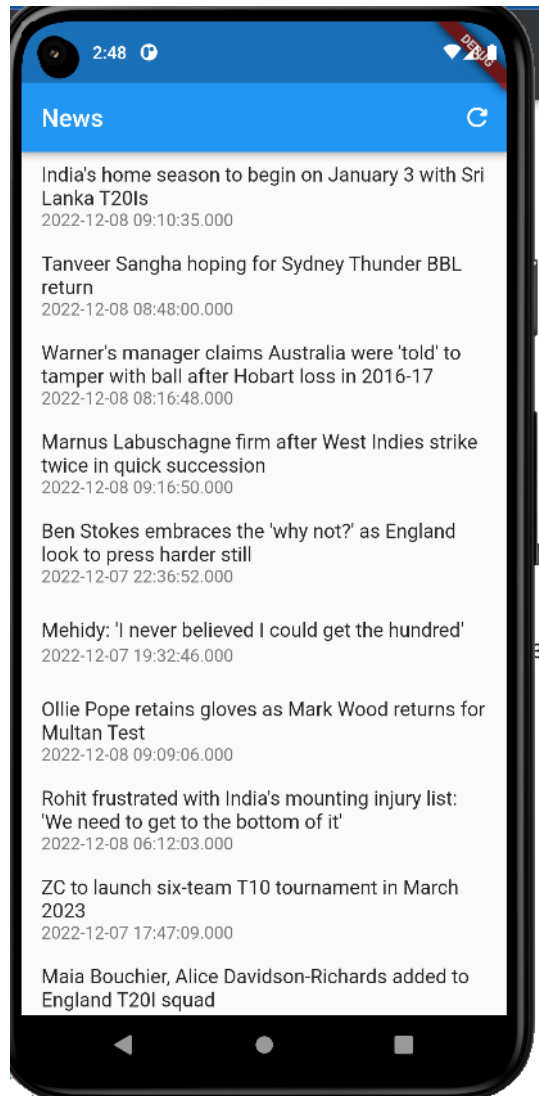 2:48
DEBUG
News
India's home season to begin on January 3 with Sri
Lanka T20Is
2022-12-08 09:10:35.000
Tanveer Sangha hoping for Sydney Thunder BBL
return
2022-12-08 08:48:00.000
Warner's manager claims Australia were 'told' to
tamper with ball after Hobart loss in 2016-17
2022-12-08 08:16:48.000
Marnus Labuschagne firm after West Indies strike
twice in quick succession
2022-12-08 09:16:50.000
Ben Stokes embraces the 'why not?' as England
look to press harder still
2022-12-07 22:36:52.000
Mehidy: 'I never believed I could get the hundred'
2022-12-07 19:32:46.000
Ollie Pope retains gloves as Mark Wood returns for
Multan Test
2022-12-08 09:09:06.000
Rohit frustrated with India's mounting injury list:
'We need to get to the bottom of it'
2022-12-08 06:12:03.000
ZC to launch six-team T10 tournament in March
2023
2022-12-07 17:47:09.000
Maia Bouchier, Alice Davidson-Richards added to
England T20I squad